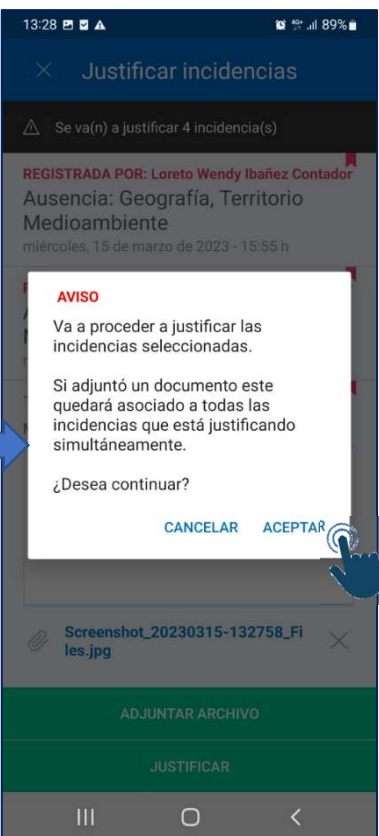 13:28 89%
Justificar incidencias
Se va(n) a justificar 4 incidencia(s)
REGISTRADA POR: Loreto Wendy Ibañez Contador
Ausencia: Geografía, Territorio
Medioambiente
miércoles, 15 de marzo de 2023 - 15:55 h
AVISO
Va a proceder a justificar las
incidencias seleccionadas.
Si adjuntó un documento este
quedará asociado a todas las
incidencias que está justificando
simultáneamente.
¿Desea continuar?
CANCELAR ACEPTAR
Screenshot_20230315-132758_Fi
les.jpg
ADJUNTAR ARCHIVO
JUSTIFICAR